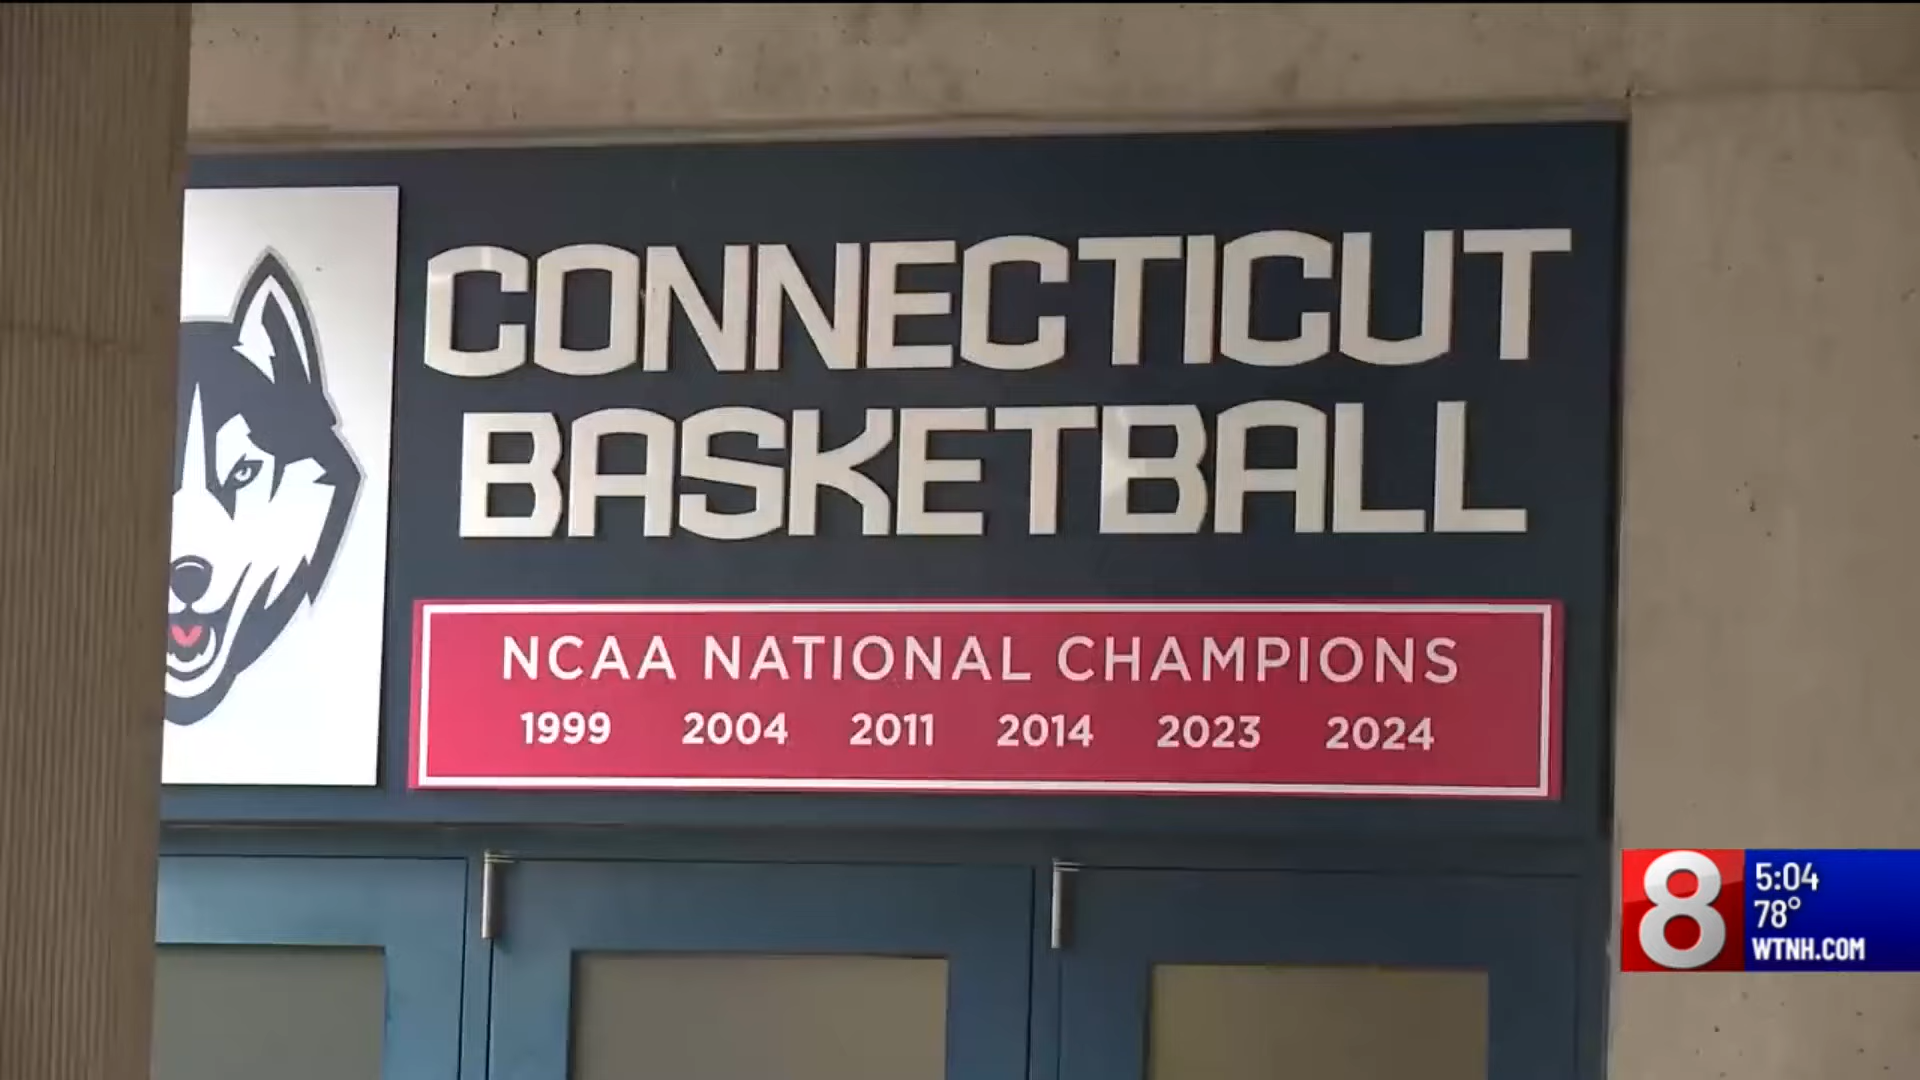 CONNECTICUT
BASKETBALL
NCAA NATIONAL CHAMPIONS
1999 2004 2011 2014 2023 2024
8
5:04
78°
WTNH.COM